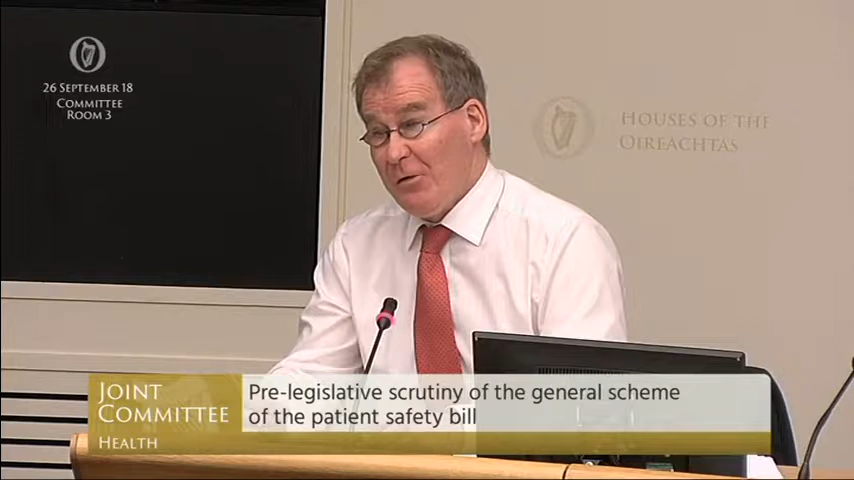 26 September 18
Committee
Room 3
Houses of the
Oireachtas
Joint
Committee
Health
Pre-legislative scrutiny of the general scheme
of the patient safety bill